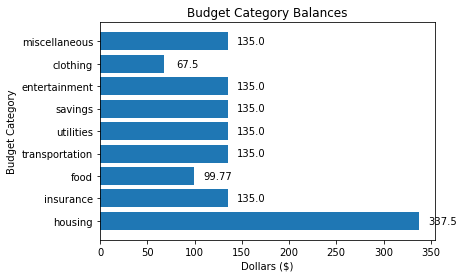 Budget Category Balances
miscellaneous 135.0
clothing 67.5
entertainment 135.0
savings 135.0
utilities 135.0
transportation 135.0
food 99.77
insurance 135.0
housing 337.5
Budget Category
0 50 100 150 200 250 300 350
Dollars ($)